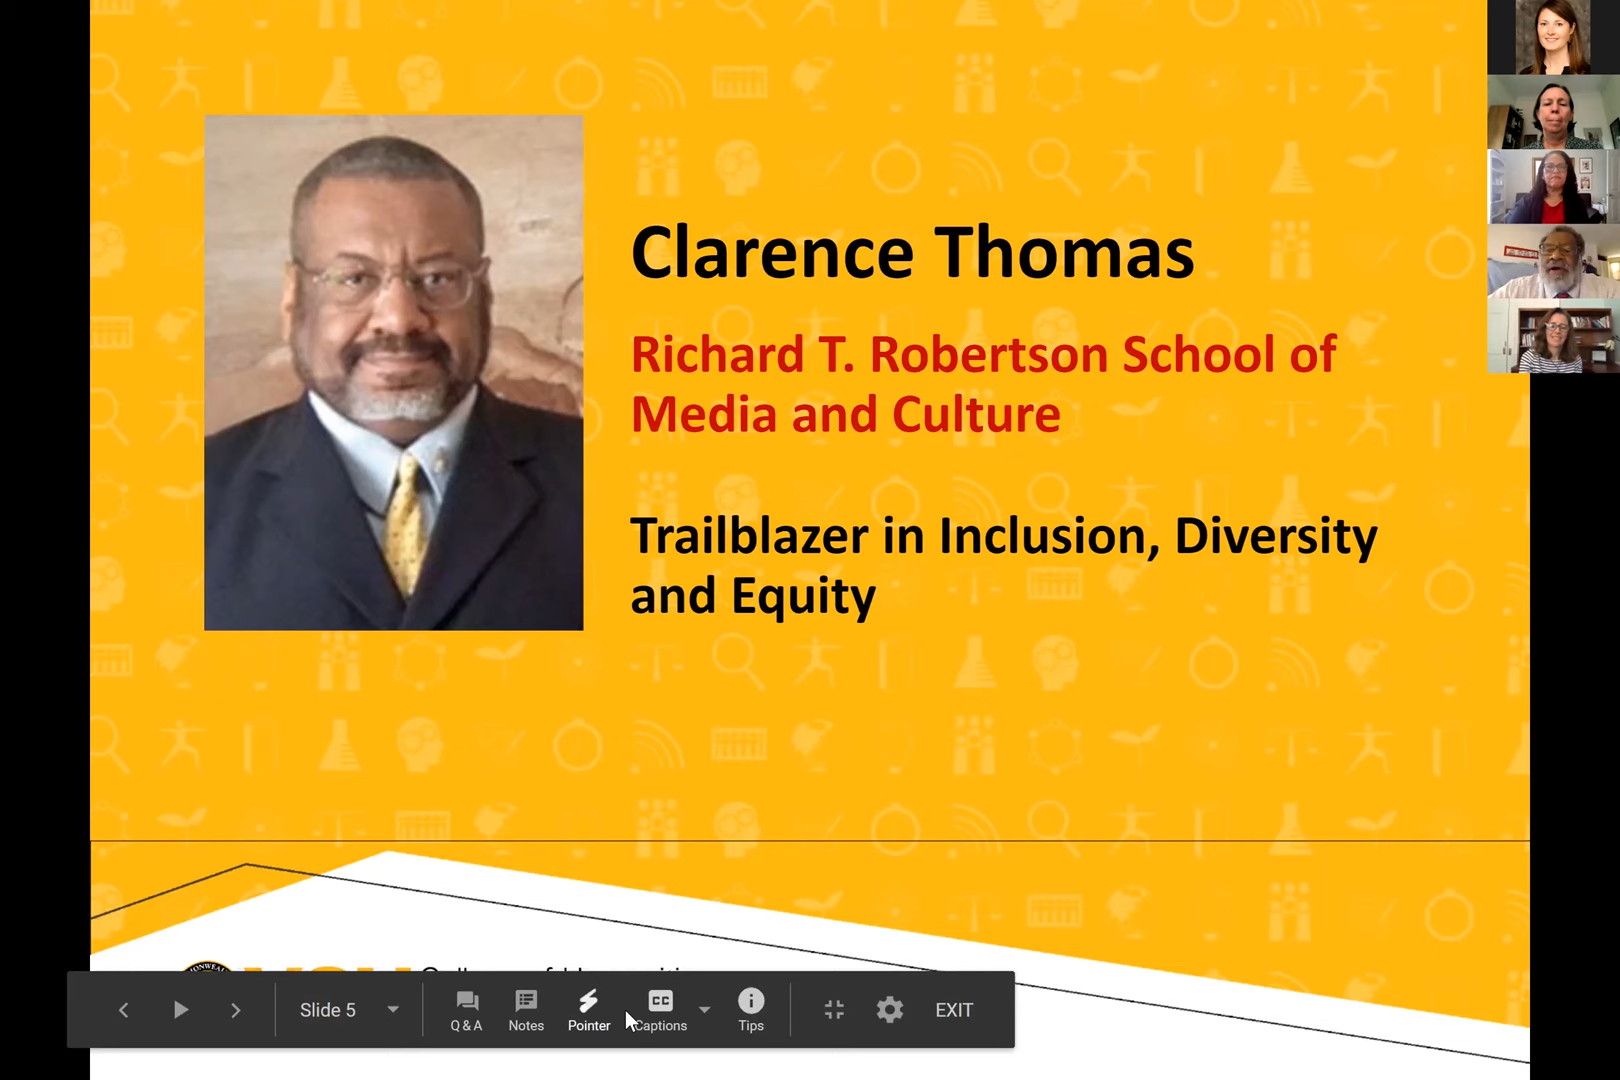 Clarence Thomas
Richard T. Robertson School of
Media and Culture
Trailblazer in Inclusion, Diversity
and Equity
Slide 5
Q & A
Notes
Pointer
Captions
Tips
EXIT